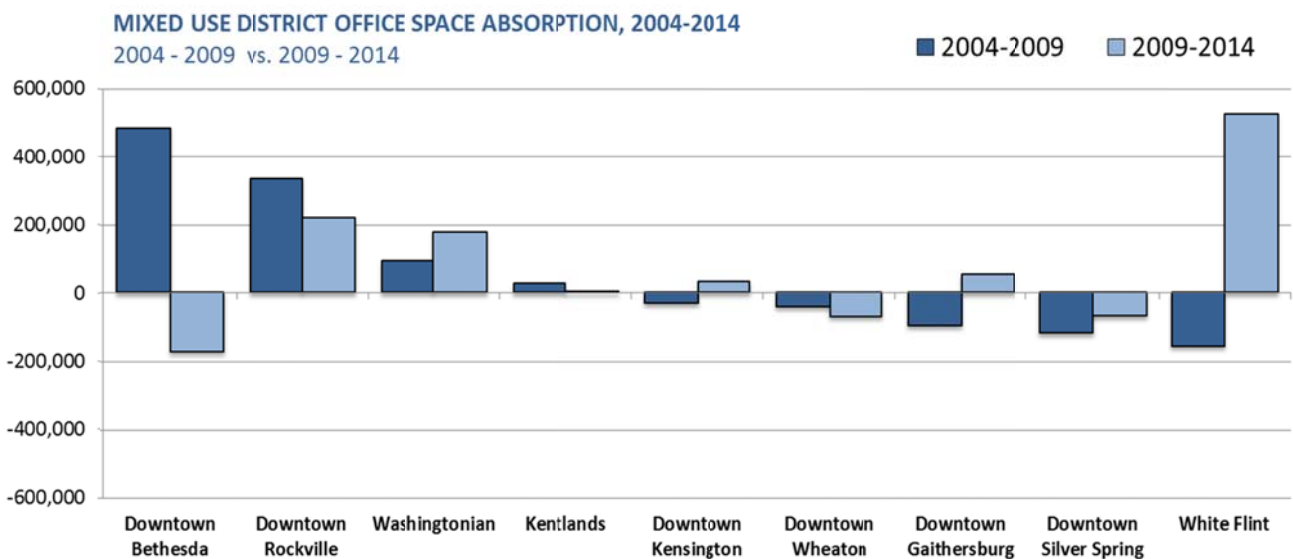 MIXED USE DISTRICT OFFICE SPACE ABSORPTION, 2004-2014
2004 - 2009 vs. 2009 - 2014
2004-2009
2009-2014
600,000
400,000
200,000
0
-200,000
-400,000
-600,000
Downtown
Bethesda
Downtown
Rockville
Washingtonian
Kentlands
Downtown
Kensington
Downtown
Wheaton
Downtown
Gaithersburg
Downtown
Silver Spring
White Flint